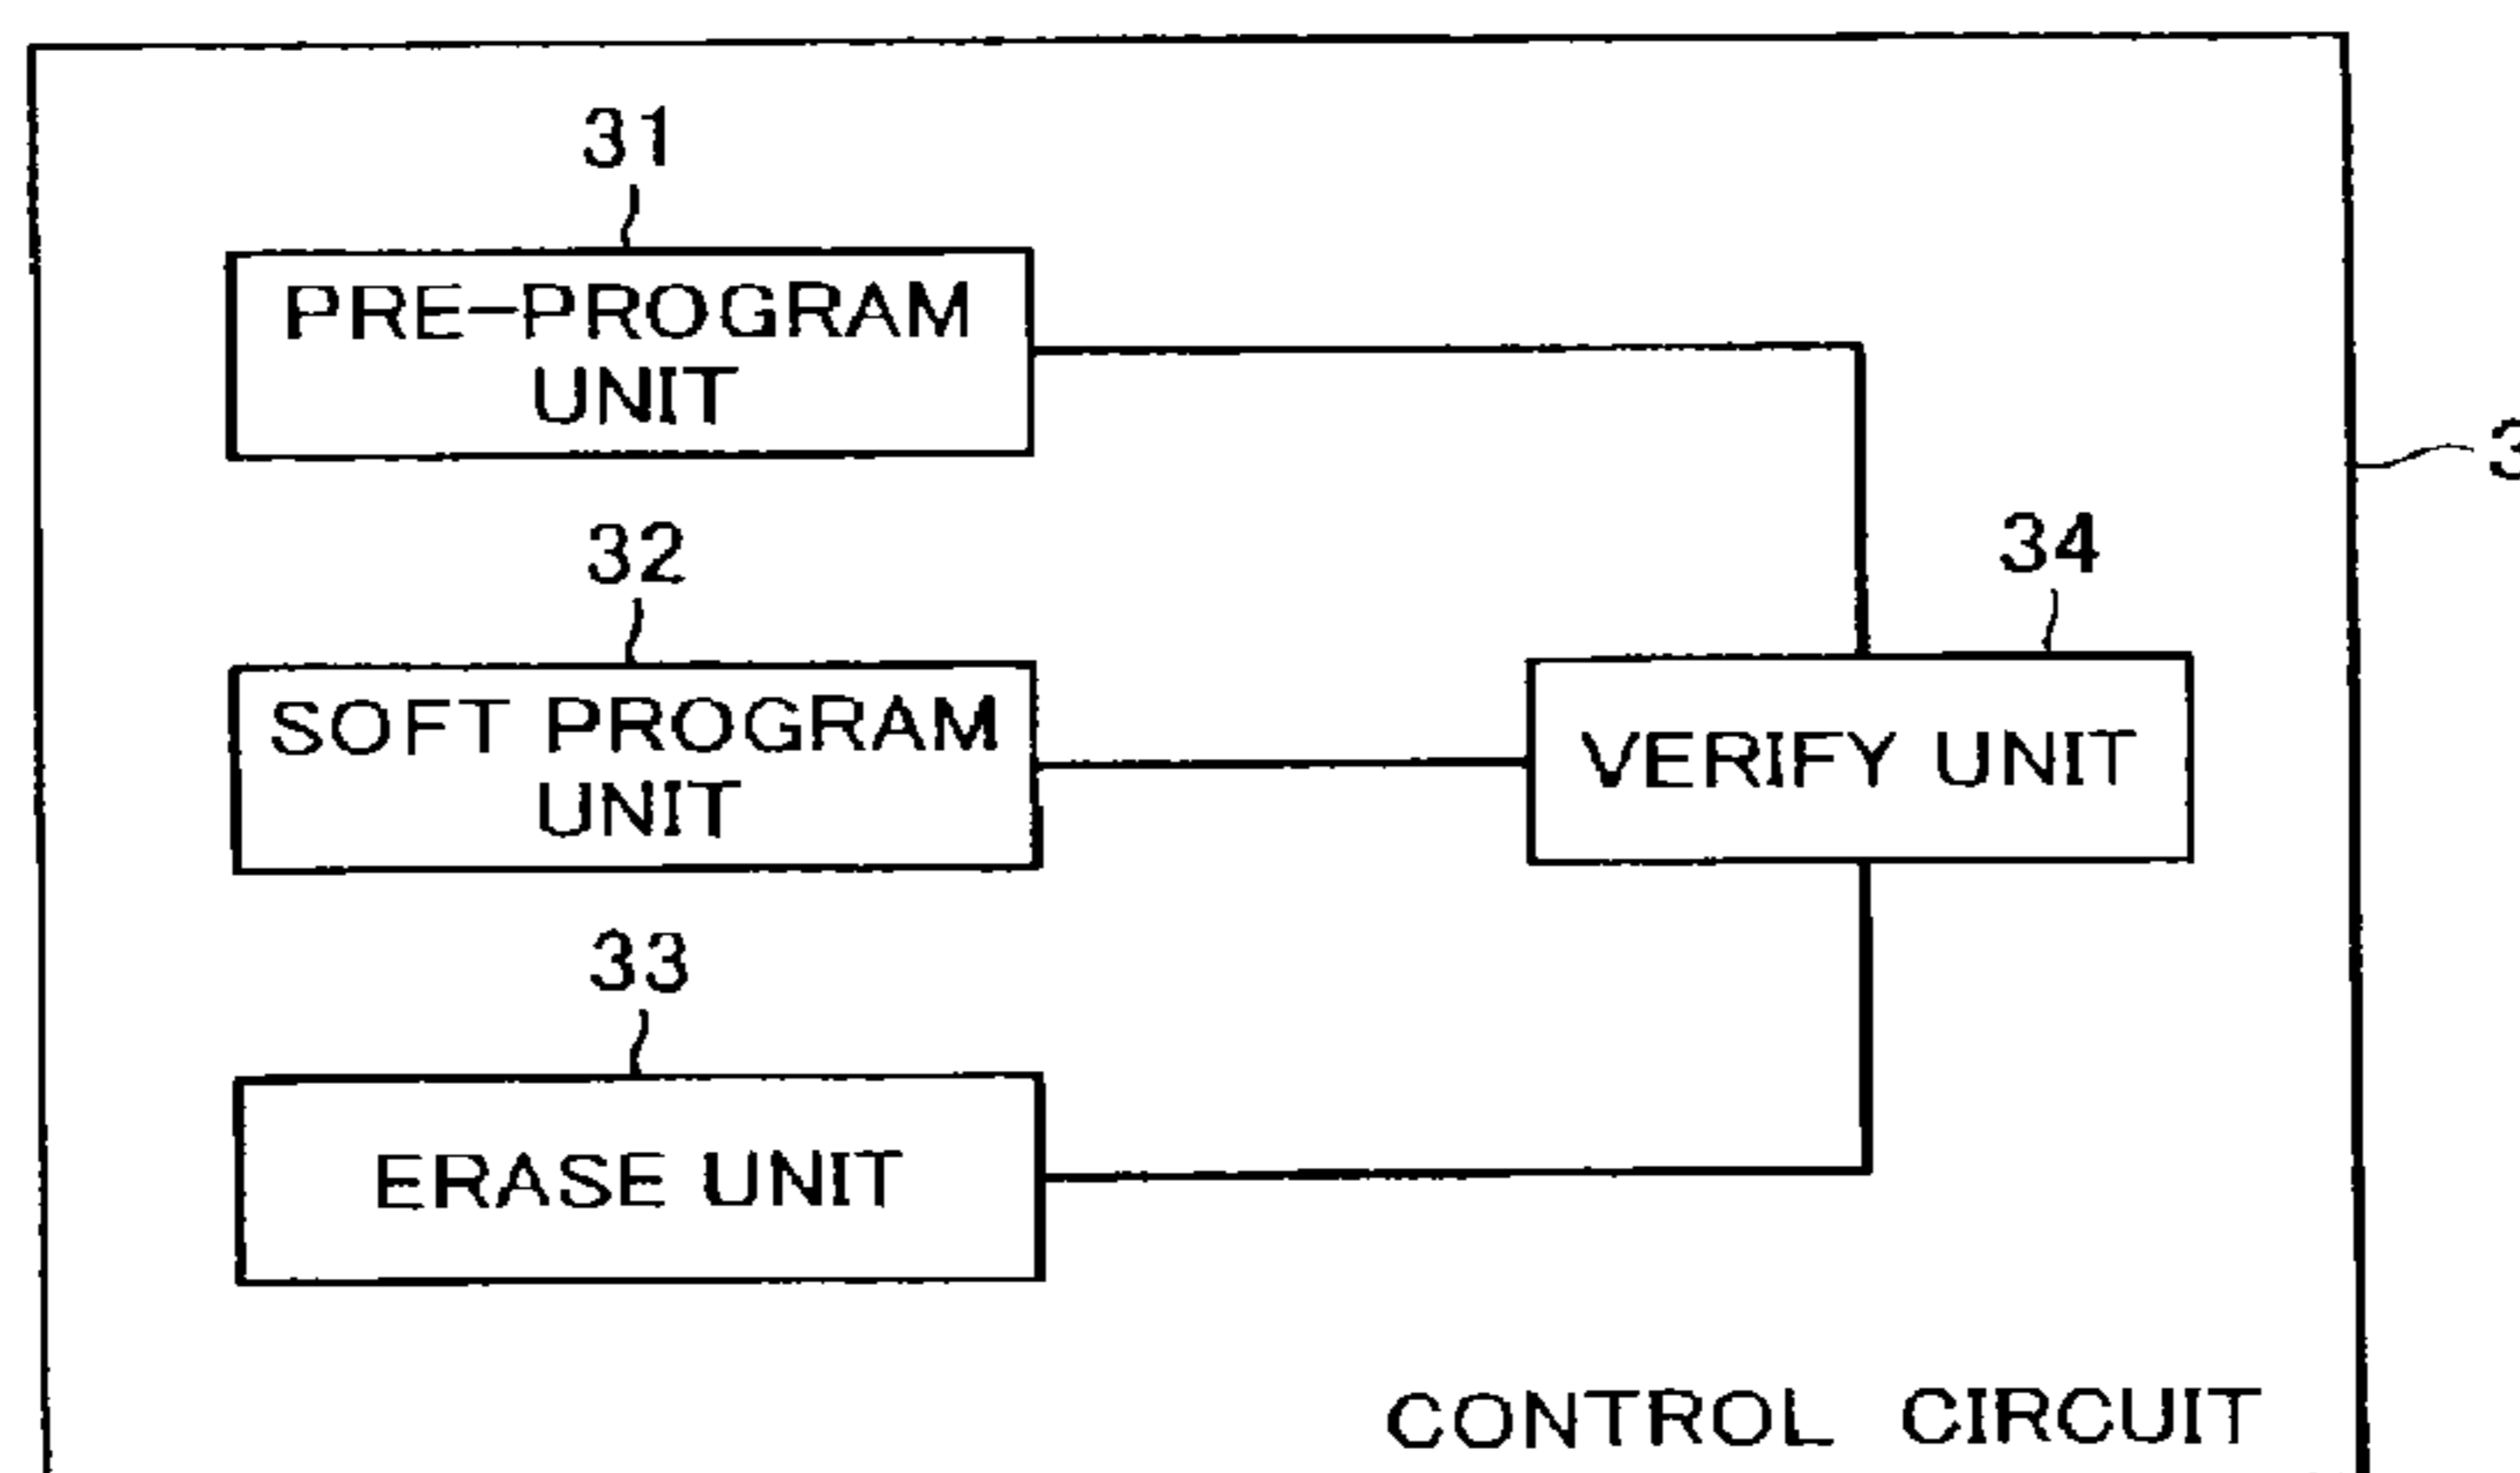 31
PRE-PROGRAM
UNIT
32
SOFT PROGRAM
UNIT
34
VERIFY UNIT
33
ERASE UNIT
CONTROL CIRCUIT